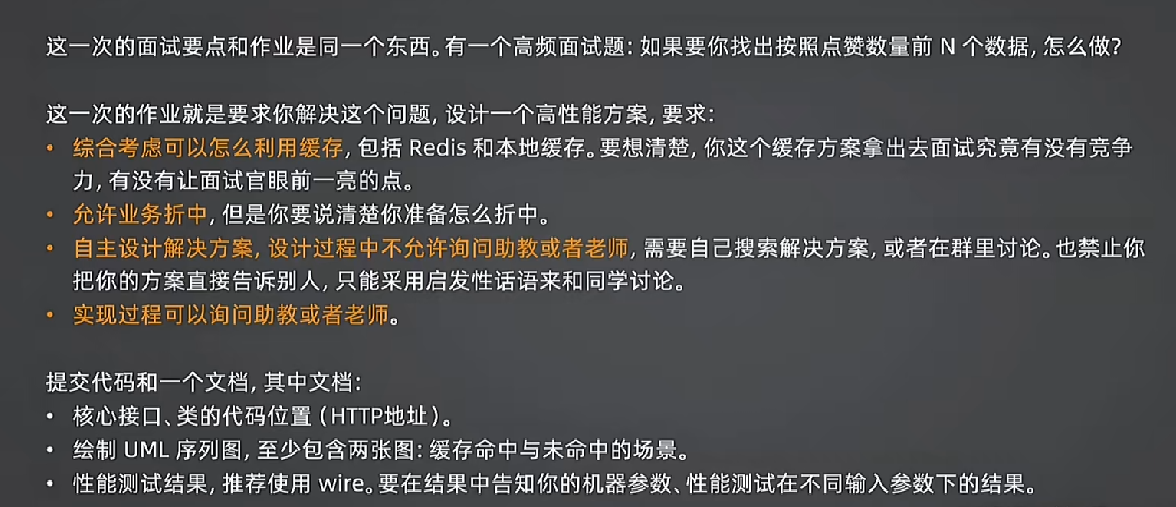 这一次的面试要点和作业是同一个东西。有一个高频面试题：如果要你找出按照点赞数量前 N 个数据，怎么做？
这一次的作业就是要求你解决这个问题，设计一个高性能方案，要求：
• 综合考虑可以怎么利用缓存，包括 Redis 和本地缓存。要想清楚，你这个缓存方案拿出去面试究竟有没有竞争
力，有没有让面试官眼前一亮的点。
• 允许业务折中，但是你要说清楚你准备怎么折中。
• 自主设计解决方案，设计过程中不允许询问助教或者老师，需要自己搜索解决方案，或者在群里讨论。也禁止你
把你的方案直接告诉别人，只能采用启发性话语来和同学讨论。
• 实现过程可以询问助教或者老师。
提交代码和一个文档，其中文档：
• 核心接口、类的代码位置（HTTP地址）。
• 绘制 UML 序列图，至少包含两张图：缓存命中与未命中的场景。
• 性能测试结果，推荐使用 wire。要在结果中告知你的机器参数、性能测试在不同输入参数下的结果。